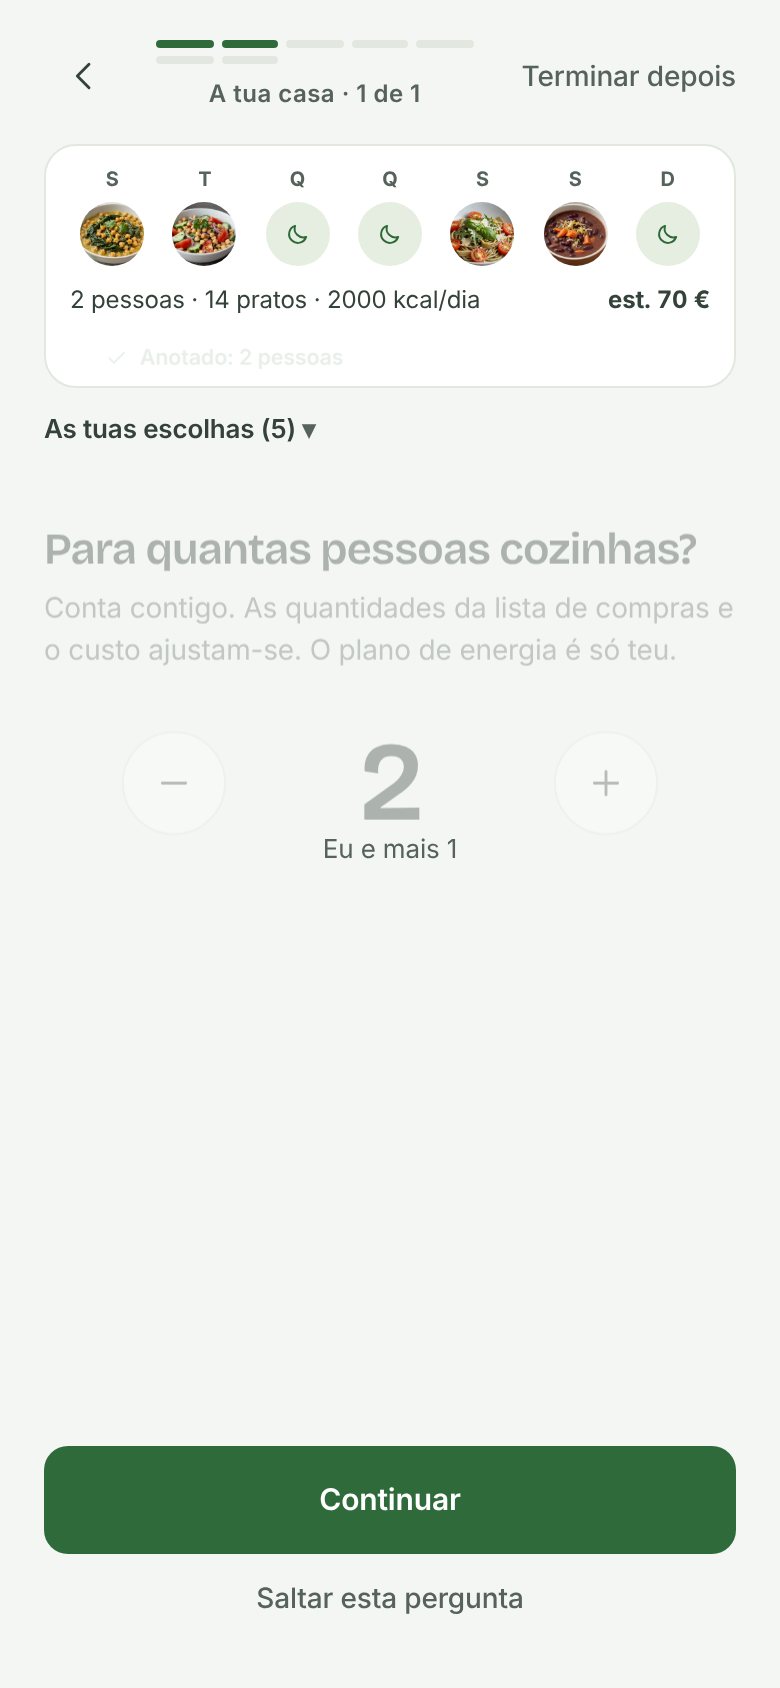 Terminar depois
A tua casa · 1 de 1
S T Q Q S S D
2 pessoas · 14 pratos · 2000 kcal/dia est. 70 €
Anotado: 2 pessoas
As tuas escolhas (5) ▾
Para quantas pessoas cozinhas?
Conta contigo. As quantidades da lista de compras e
o custo ajustam-se. O plano de energia é só teu.
2
Eu e mais 1
Continuar
Saltar esta pergunta